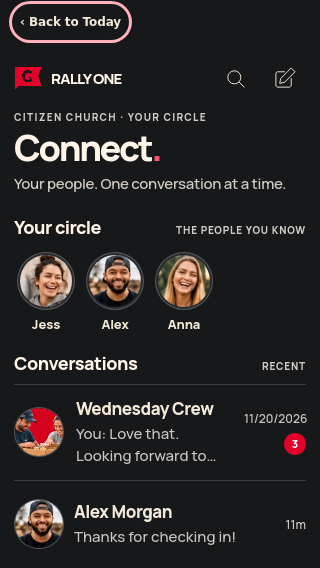 ‹ Back to Today
C RALLYONE
CITIZEN CHURCH · YOUR CIRCLE
Connect.
Your people. One conversation at a time.
Your circle THE PEOPLE YOU KNOW
Jess Alex Anna
Conversations RECENT
Wednesday Crew 11/20/2026
You: Love that. 3
Looking forward to…
Alex Morgan 11m
Thanks for checking in!